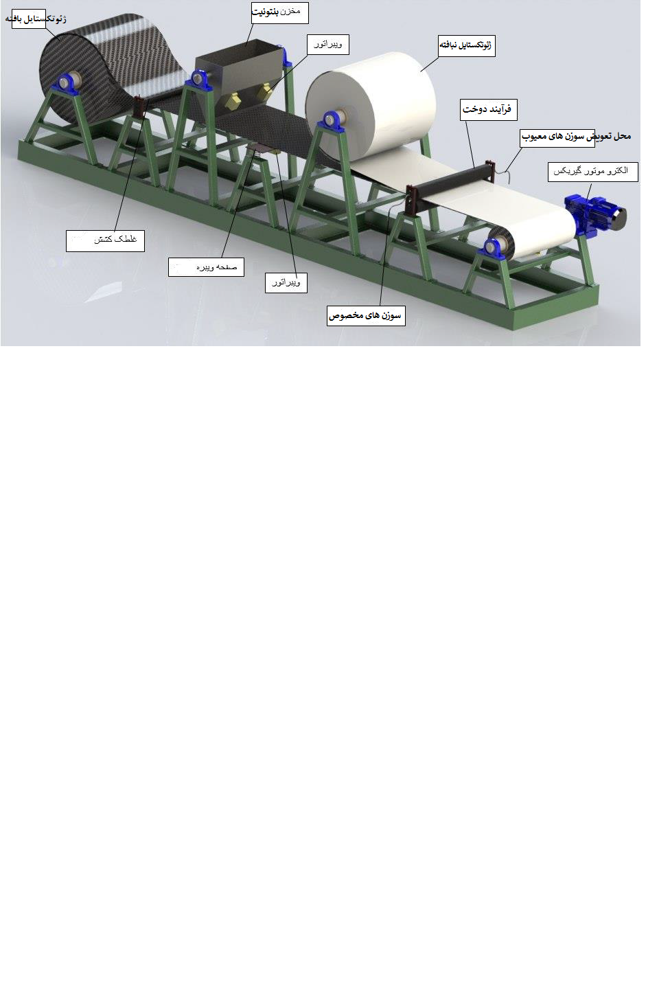 مخزن بنتونیت
ژئوتکستایل بافته
ویبراتور
ژئوتکستایل نبافته
فرآیند دوخت
محل تعویض سوزن های معیوب
الکترو موتور گیربکس
غلطک کشش
صفحه ویبره
ویبراتور
سوزن های مخصوص